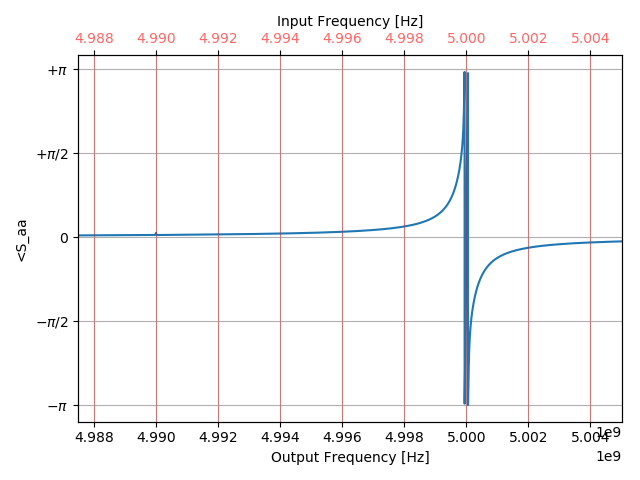 Input Frequency [Hz]
4.988 4.990 4.992 4.994 4.996 4.998 5.000 5.002 5.004
+π
+π/2
0
−π/2
−π
<S_aa
4.988 4.990 4.992 4.994 4.996 4.998 5.000 5.002 5.004
1e9
Output Frequency [Hz]
1e9